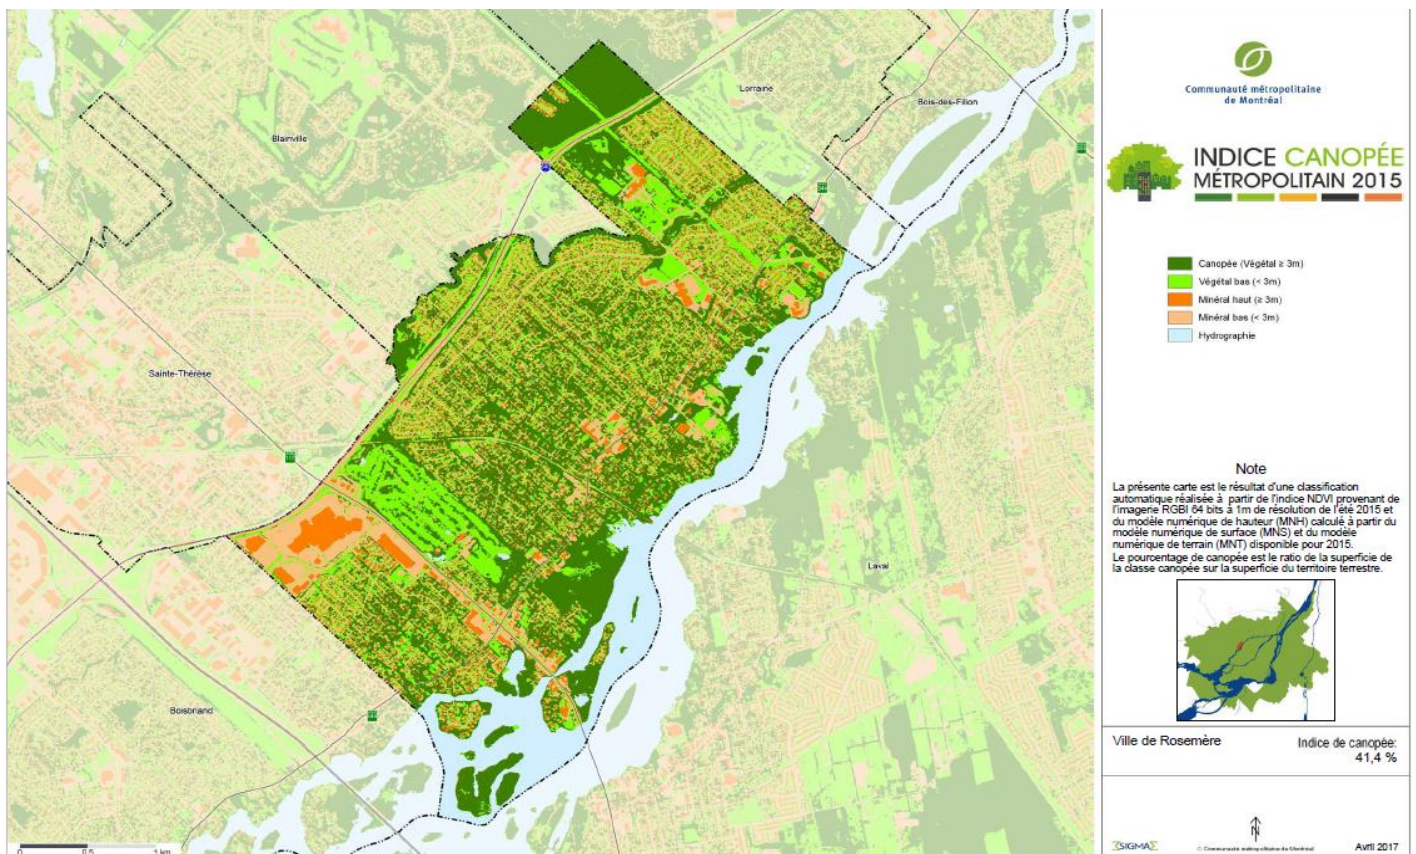 Lorraine
Bois-des-Filion
Blainville
Sainte-Thérèse
Laval
Boisbriand
0
0,5
1 km
Communauté métropolitaine
de Montréal
INDICE CANOPÉE
MÉTROPOLITAIN 2015
Canopée (Végétal ≥ 3m)
Végétal bas (< 3m)
Minéral haut (≥ 3m)
Minéral bas (< 3m)
Hydrographie
Note
La présente carte est le résultat d'une classification
automatique réalisée à partir de l'indice NDVI provenant de
l'imagerie RGBI 64 bits à 1m de résolution de l'été 2015 et
du modèle numérique de hauteur (MNH) calculé à partir du
modèle numérique de surface (MNS) et du modèle
numérique de terrain (MNT) disponible pour 2015.
Le pourcentage de canopée est le ratio de la superficie de
la classe canopée sur la superficie du territoire terrestre.
Ville de Rosemère
Indice de canopée:
41,4 %
N
SIGMA
© Communauté métropolitaine de Montréal
Avril 2017